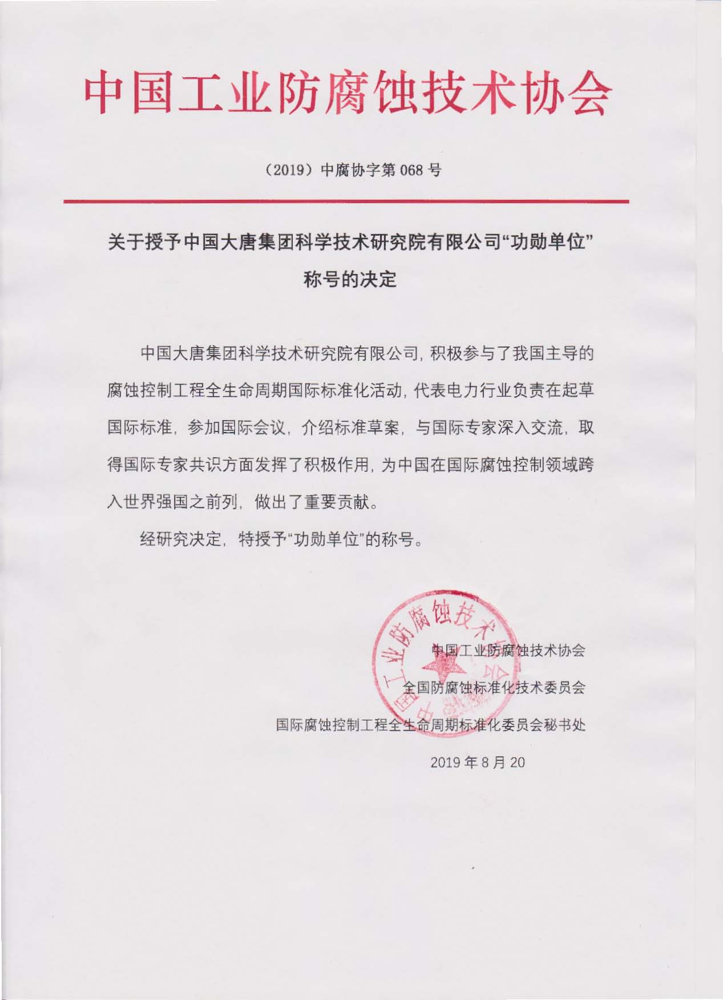 中国工业防腐蚀技术协会
（2019）中腐协字第 068 号
关于授予中国大唐集团科学技术研究院有限公司“功勋单位”
称号的决定
中国大唐集团科学技术研究院有限公司，积极参与了我国主导的
腐蚀控制工程全生命周期国际标准化活动，代表电力行业负责在起草
国际标准，参加国际会议，介绍标准草案，与国际专家深入交流，取
得国际专家共识方面发挥了积极作用，为中国在国际腐蚀控制领域跨
入世界强国之前列，做出了重要贡献。
经研究决定，特授予“功勋单位”的称号。
中国工业防腐蚀技术协会
中国工业防腐蚀技术协会
全国防腐蚀标准化技术委员会
国际腐蚀控制工程全生命周期标准化委员会秘书处
2019 年 8 月 20